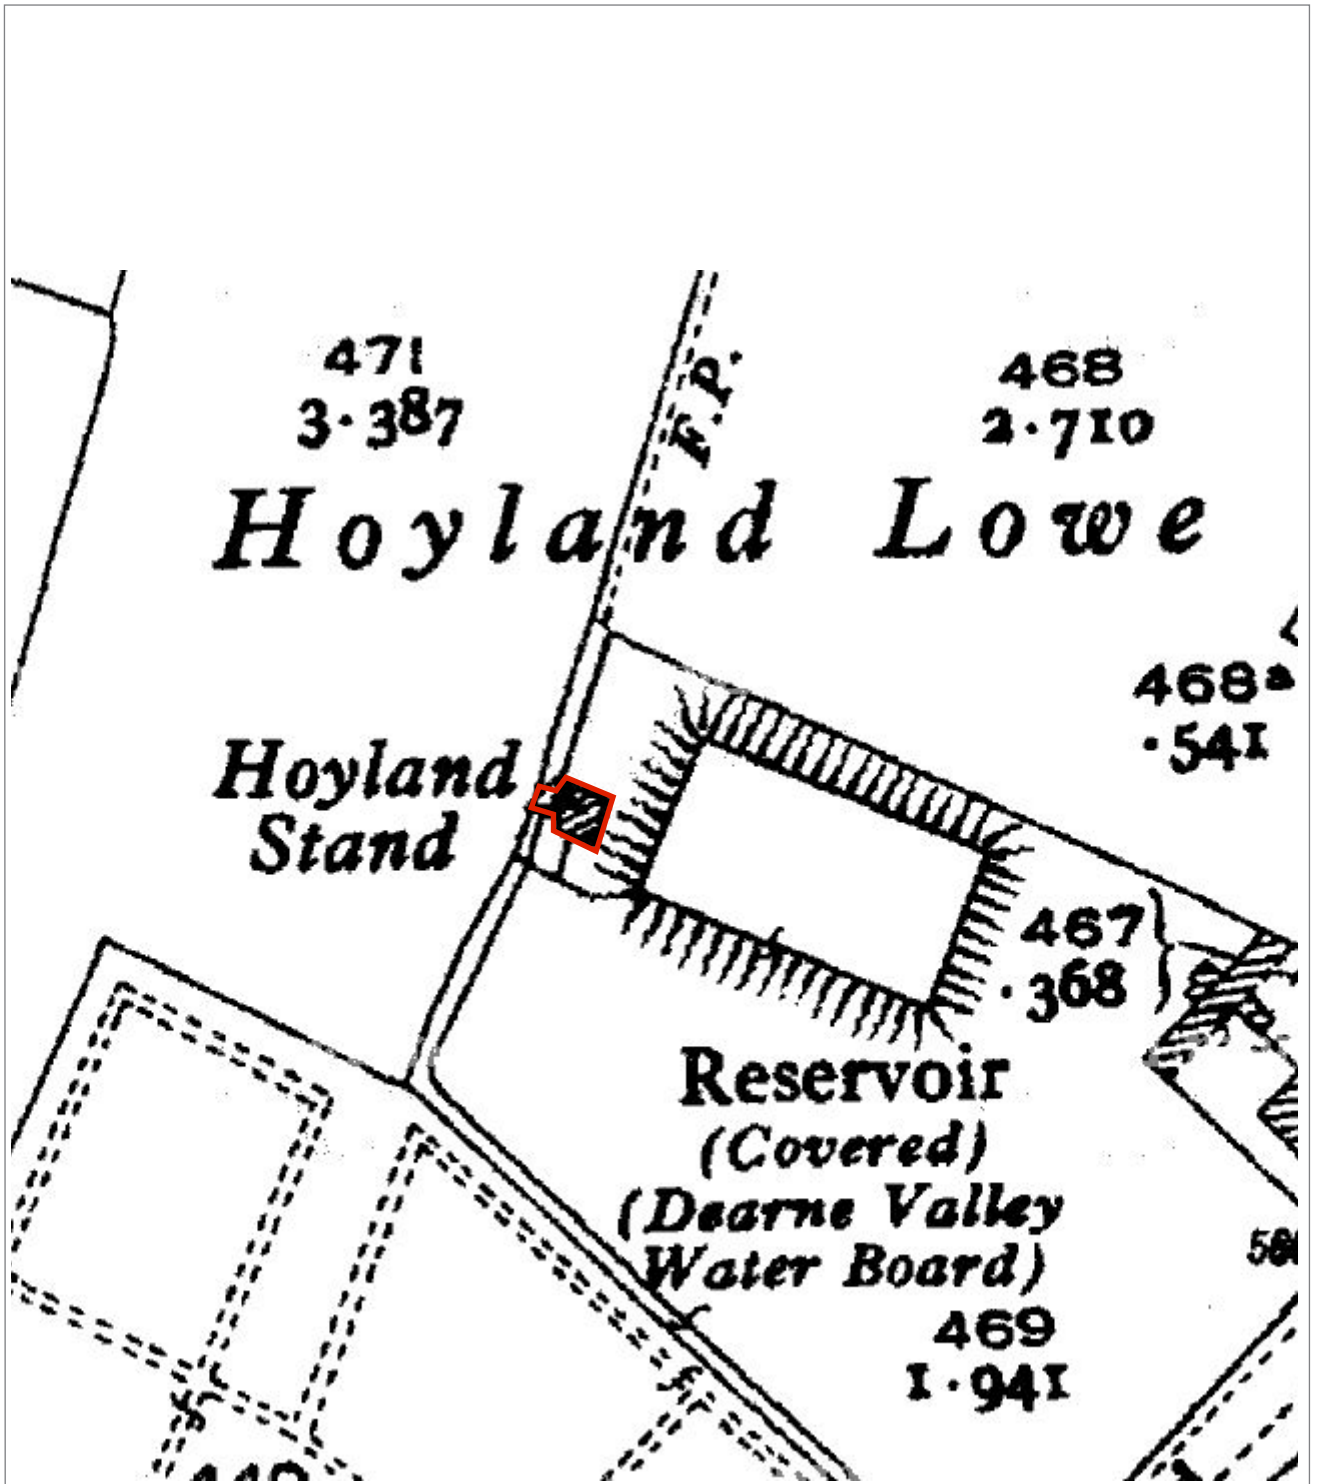 471
3·387
F.P.
468
2·710
Hoyland Lowe
468a
·541
Hoyland
Stand
467
·368
Reservoir
(Covered)
(Dearne Valley
Water Board)
469
1·941